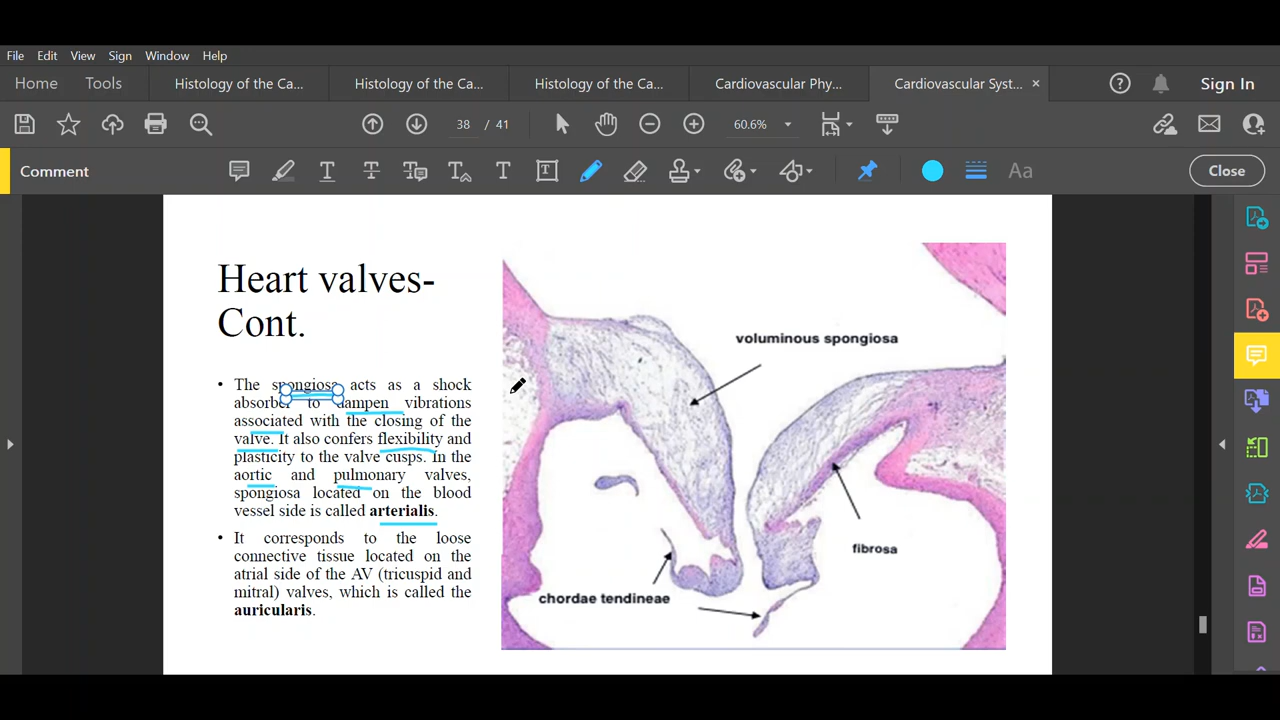 File Edit View Sign Window Help
Home Tools Histology of the Ca... Histology of the Ca... Histology of the Ca... Cardiovascular Phy... Cardiovascular Syst... × Sign In
38 / 41 60.6%
Comment Aa Close
Heart valves-
Cont.
• The spongiosa acts as a shock
absorber to dampen vibrations
associated with the closing of the
valve. It also confers flexibility and
plasticity to the valve cusps. In the
aortic and pulmonary valves,
spongiosa located on the blood
vessel side is called arterialis.
• It corresponds to the loose
connective tissue located on the
atrial side of the AV (tricuspid and
mitral) valves, which is called the
auricularis.
voluminous spongiosa
fibrosa
chordae tendineae